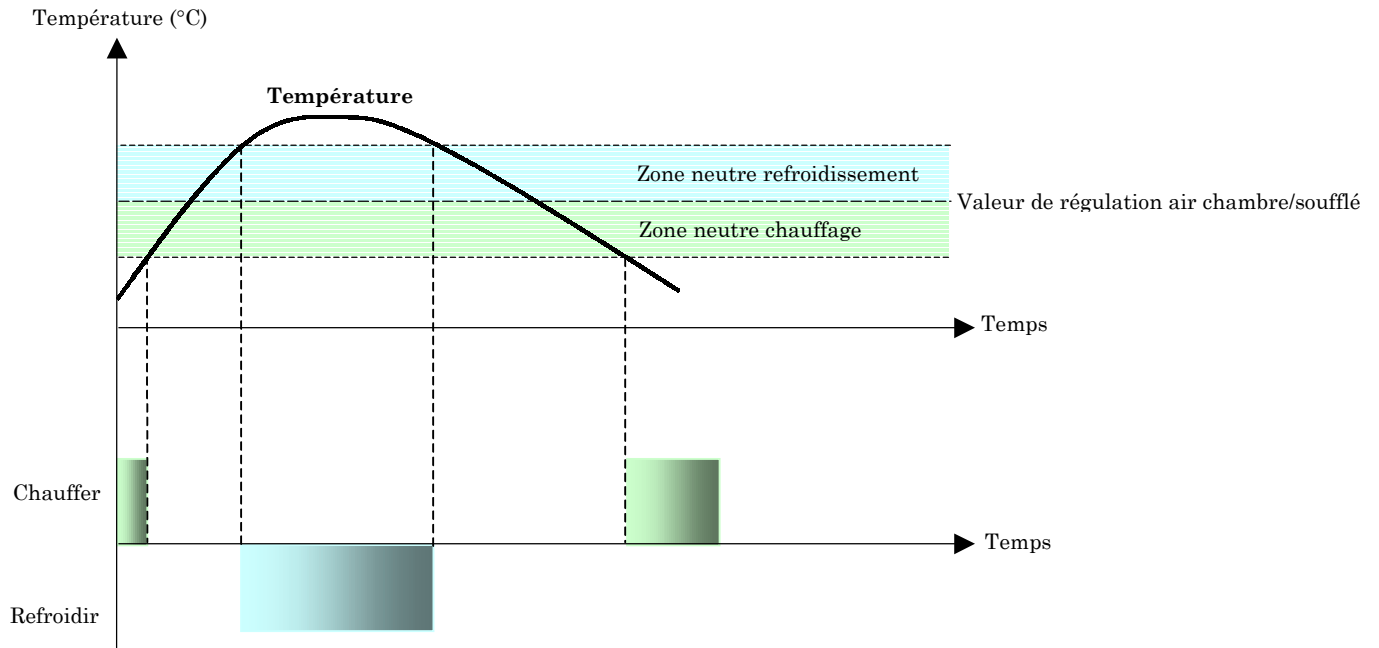 Température (°C)
Température
Zone neutre refroidissement
Valeur de régulation air chambre/soufflé
Zone neutre chauffage
Temps
Chauffer
Temps
Refroidir